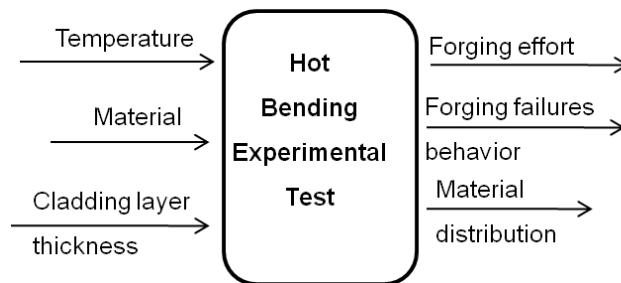 Temperature
Material
Cladding layer
thickness
Hot
Bending
Experimental
Test
Forging effort
Forging failures
behavior
Material
distribution